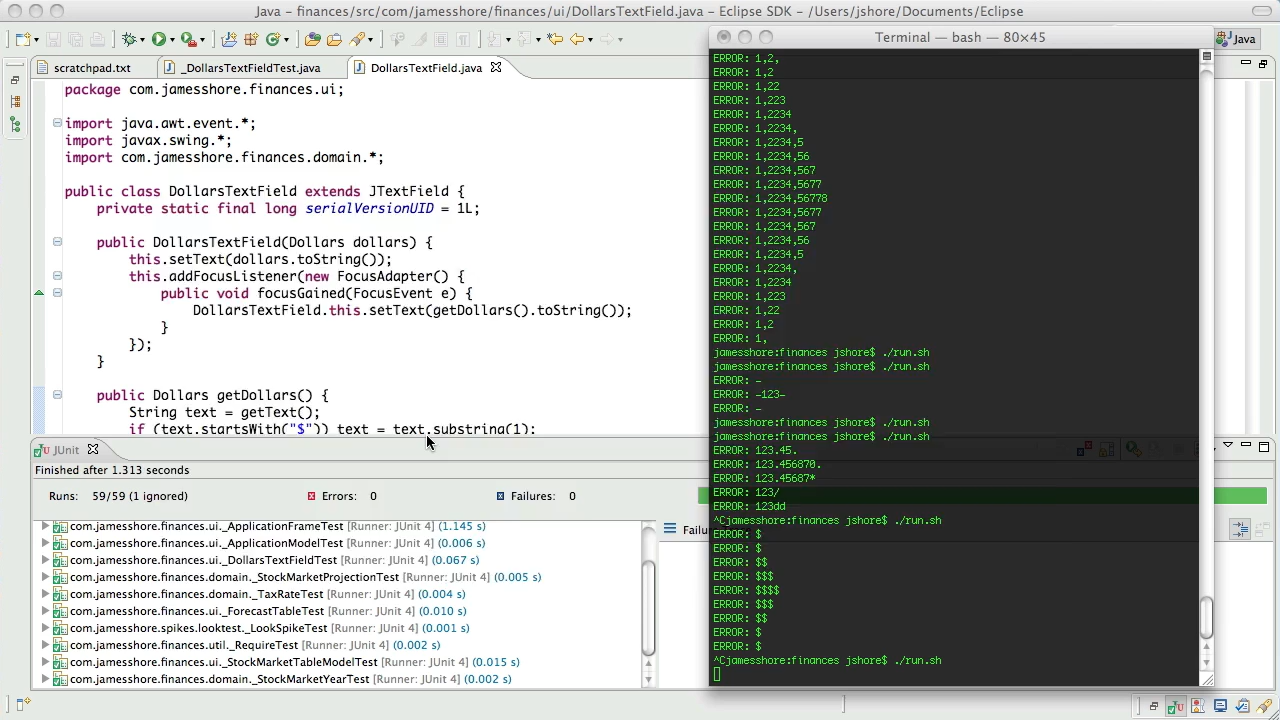 Java – finances/src/com/jamesshore/finances/ui/DollarsTextField.java – Eclipse SDK – /Users/jshore/Documents/Eclipse
Java
scratchpad.txt
_DollarsTextFieldTest.java
DollarsTextField.java
package com.jamesshore.finances.ui;
import java.awt.event.*;
import javax.swing.*;
import com.jamesshore.finances.domain.*;
public class DollarsTextField extends JTextField {
private static final long serialVersionUID = 1L;
public DollarsTextField(Dollars dollars) {
this.setText(dollars.toString());
this.addFocusListener(new FocusAdapter() {
public void focusGained(FocusEvent e) {
DollarsTextField.this.setText(getDollars().toString());
}
});
}
public Dollars getDollars() {
String text = getText();
if (text.startsWith("$")) text = text.substring(1);
JUnit
Finished after 1.313 seconds
Runs: 59/59 (1 ignored)
Errors: 0
Failures: 0
com.jamesshore.finances.ui._ApplicationFrameTest [Runner: JUnit 4] (1.145 s)
com.jamesshore.finances.ui._ApplicationModelTest [Runner: JUnit 4] (0.006 s)
com.jamesshore.finances.ui._DollarsTextFieldTest [Runner: JUnit 4] (0.067 s)
com.jamesshore.finances.domain._StockMarketProjectionTest [Runner: JUnit 4] (0.005 s)
com.jamesshore.finances.domain._TaxRateTest [Runner: JUnit 4] (0.004 s)
com.jamesshore.finances.ui._ForecastTableTest [Runner: JUnit 4] (0.010 s)
com.jamesshore.spikes.looktest._LookSpikeTest [Runner: JUnit 4] (0.001 s)
com.jamesshore.finances.util._RequireTest [Runner: JUnit 4] (0.002 s)
com.jamesshore.finances.ui._StockMarketTableModelTest [Runner: JUnit 4] (0.015 s)
com.jamesshore.finances.domain._StockMarketYearTest [Runner: JUnit 4] (0.002 s)
Terminal — bash — 80×45
ERROR: 1,2,
ERROR: 1,2
ERROR: 1,22
ERROR: 1,223
ERROR: 1,2234
ERROR: 1,2234,
ERROR: 1,2234,5
ERROR: 1,2234,56
ERROR: 1,2234,567
ERROR: 1,2234,5677
ERROR: 1,2234,56778
ERROR: 1,2234,5677
ERROR: 1,2234,567
ERROR: 1,2234,56
ERROR: 1,2234,5
ERROR: 1,2234,
ERROR: 1,2234
ERROR: 1,223
ERROR: 1,22
ERROR: 1,2
ERROR: 1,
jamesshore:finances jshore$ ./run.sh
jamesshore:finances jshore$ ./run.sh
ERROR: -
ERROR: -123-
ERROR: -
jamesshore:finances jshore$ ./run.sh
jamesshore:finances jshore$ ./run.sh
ERROR: 123.45.
ERROR: 123.456870.
ERROR: 123.45687*
ERROR: 123/
ERROR: 123dd
^Cjamesshore:finances jshore$ ./run.sh
ERROR: $
ERROR: $
ERROR: $$
ERROR: $$$
ERROR: $$$$
ERROR: $$$
ERROR: $$
ERROR: $
ERROR: $
^Cjamesshore:finances jshore$ ./run.sh